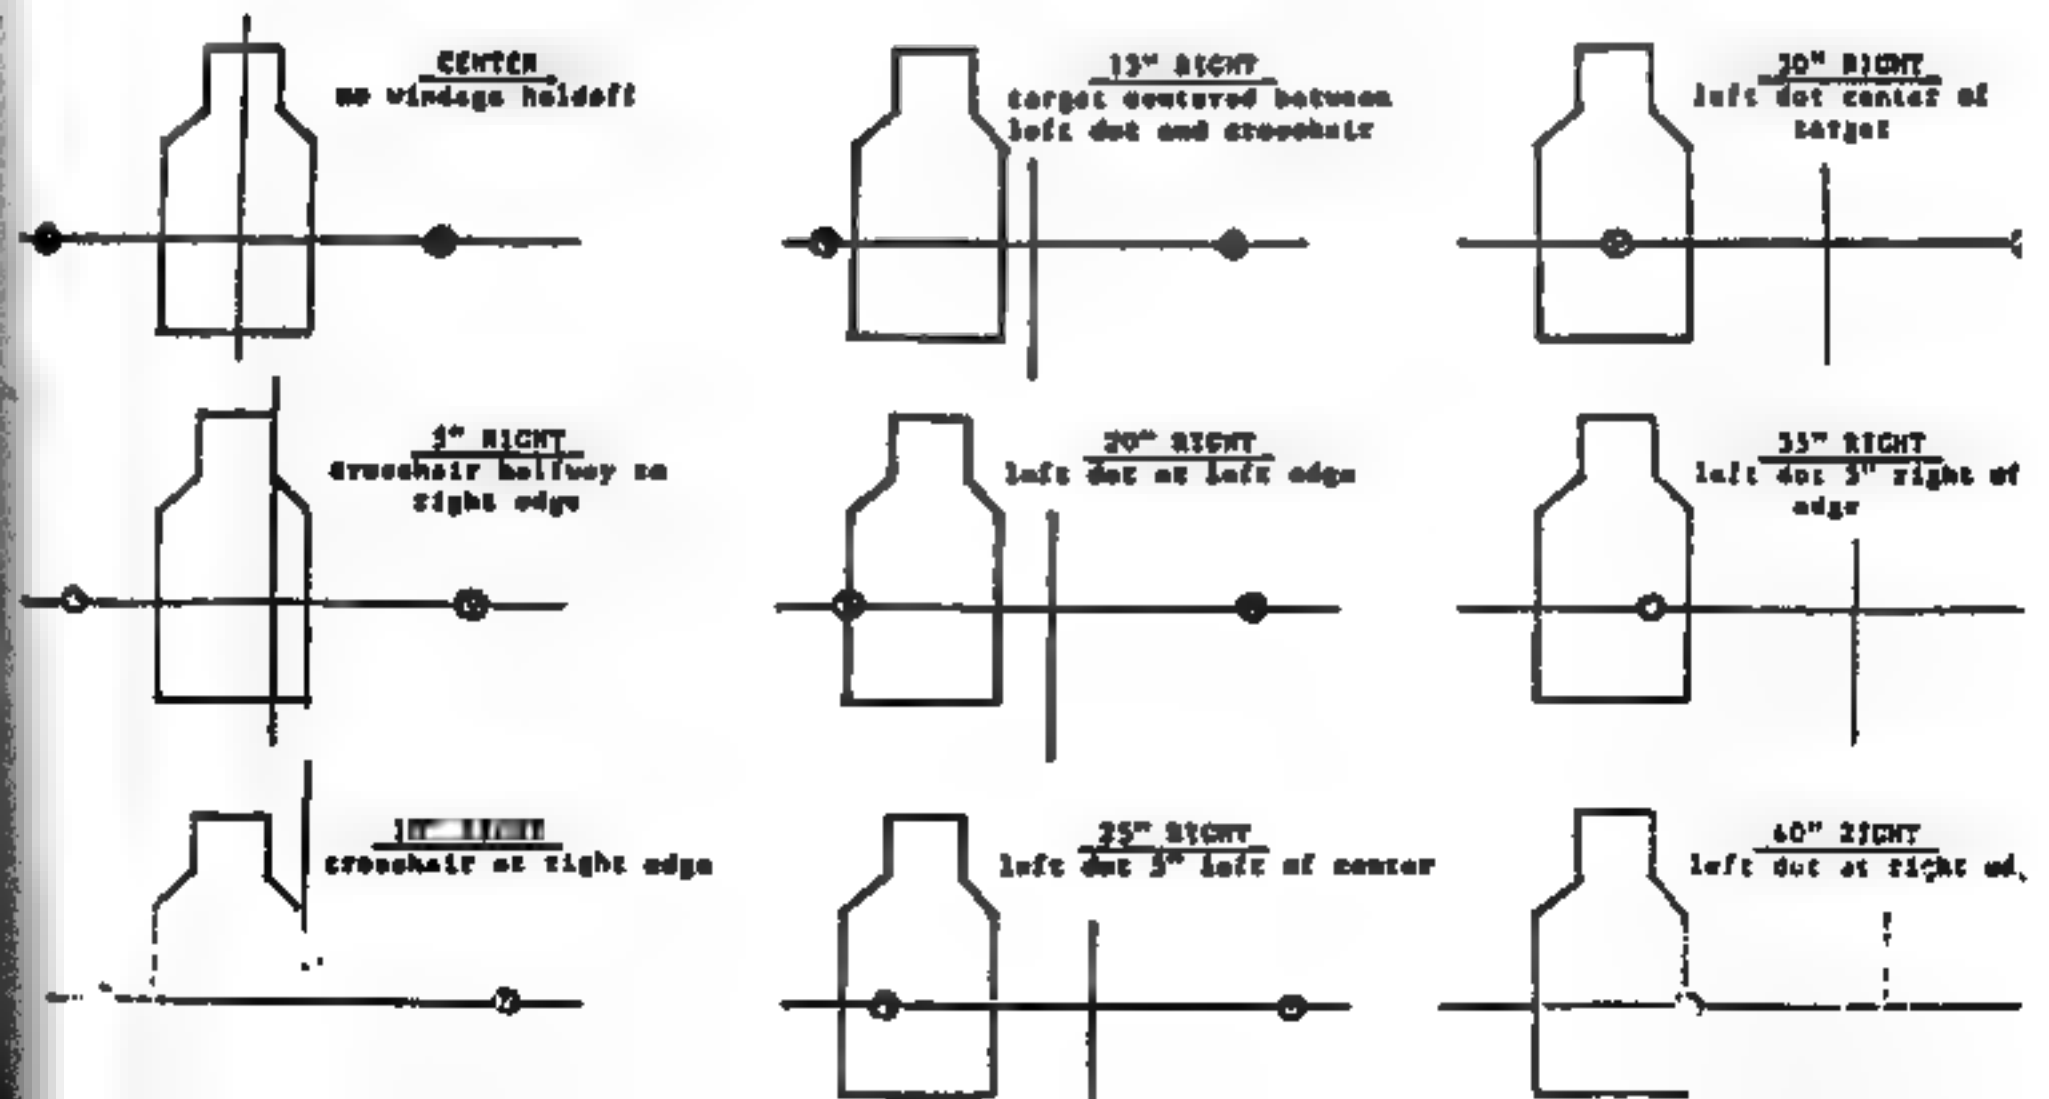 CENTER
no windage holdoff
5" RIGHT
crosshair halfway to
right edge
crosshair at right edge
15" RIGHT
target centered between
left dot and crosshair
20" RIGHT
left dot at left edge
25" RIGHT
left dot 5" left of center
30" RIGHT
left dot center of
target
35" RIGHT
left dot 5" right of
edge
40" RIGHT
left dot at right